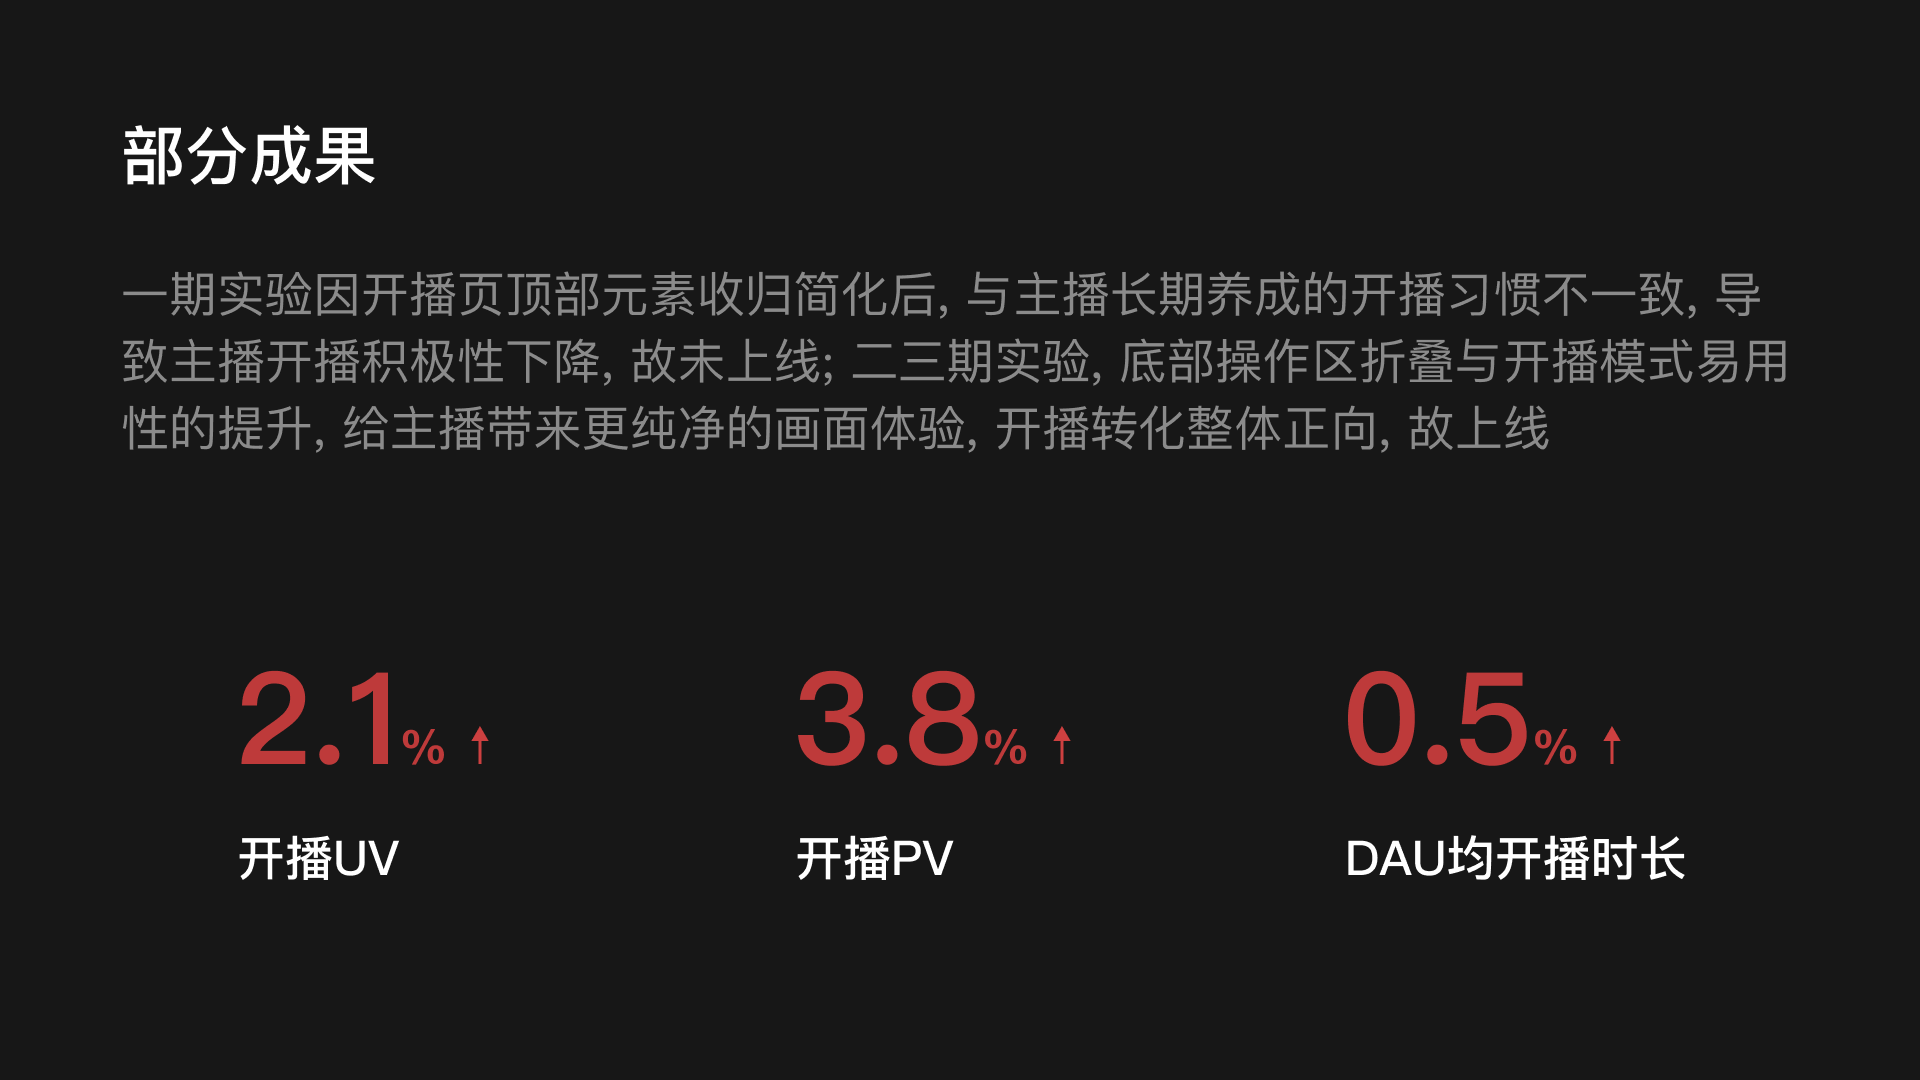 部分成果
一期实验因开播页顶部元素收归简化后, 与主播长期养成的开播习惯不一致, 导
致主播开播积极性下降, 故未上线; 二三期实验, 底部操作区折叠与开播模式易用
性的提升, 给主播带来更纯净的画面体验, 开播转化整体正向, 故上线
2.1% ↑
3.8% ↑
0.5% ↑
开播UV
开播PV
DAU均开播时长